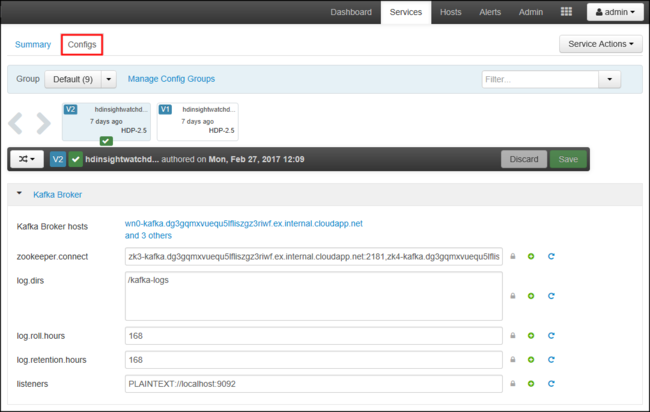 Dashboard Services Hosts Alerts Admin admin
Summary Configs Service Actions
Group Default (9) Manage Config Groups Filter...
V2 hdinsightwatchd... V1 hdinsightwatchd...
7 days ago 7 days ago
HDP-2.5 HDP-2.5
V2 hdinsightwatchd... authored on Mon, Feb 27, 2017 12:09 Discard Save
Kafka Broker
Kafka Broker hosts wn0-kafka.dg3gqmxvuequ5lfliszgz3riwf.ex.internal.cloudapp.net
and 3 others
zookeeper.connect zk3-kafka.dg3gqmxvuequ5lfliszgz3riwf.ex.internal.cloudapp.net:2181,zk4-kafka.dg3gqmxvuequ5lflis
log.dirs /kafka-logs
log.roll.hours 168
log.retention.hours 168
listeners PLAINTEXT://localhost:9092